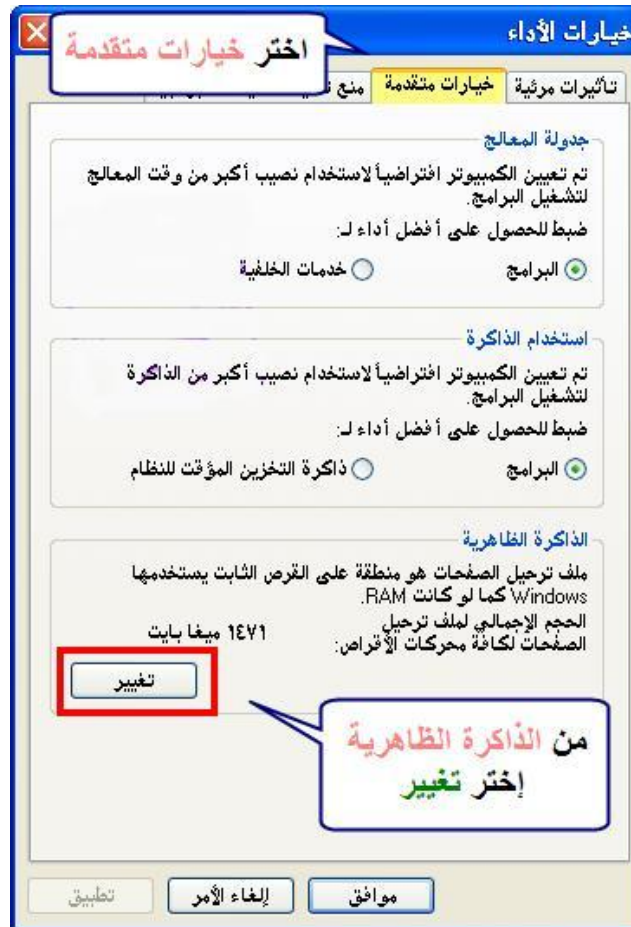 خيارات الأداء
اختر خيارات متقدمة
تأثيرات مرئية
خيارات متقدمة
منع
جدولة المعالج
تم تعيين الكمبيوتر افتراضياً لاستخدام نصيب أكبر من وقت المعالج
لتشغيل البرامج.
ضبط للحصول على أفضل أداء لـ:
البرامج
خدمات الخلفية
استخدام الذاكرة
تم تعيين الكمبيوتر افتراضياً لاستخدام نصيب أكبر من الذاكرة
لتشغيل البرامج.
ضبط للحصول على أفضل أداء لـ:
البرامج
ذاكرة التخزين المؤقت للنظام
الذاكرة الظاهرية
ملف ترحيل الصفحات هو منطقة على القرص الثابت يستخدمها
Windows كما لو كانت RAM.
الحجم الإجمالي لملف ترحيل
الصفحات لكافة محركات الأقراص:
١٤٧١ ميغا بايت
تغيير
من الذاكرة الظاهرية
إختر تغيير
موافق
إلغاء الأمر
تطبيق